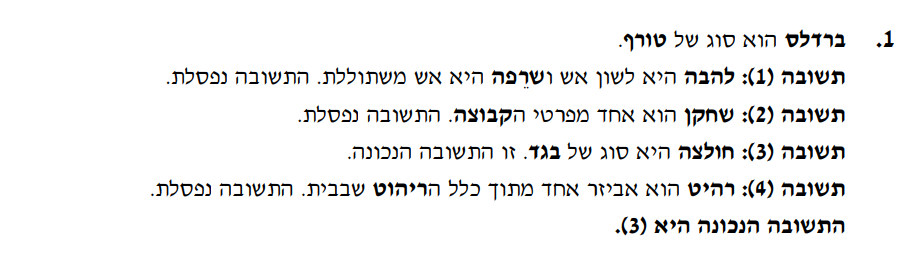 1. ברדלס הוא סוג של טורף.
תשובה (1): להבה היא לשון אש ושרֵפה היא אש משתוללת. התשובה נפסלת.
תשובה (2): שחקן הוא אחד מפרטי הקבוצה. התשובה נפסלת.
תשובה (3): חולצה היא סוג של בגד. זו התשובה הנכונה.
תשובה (4): רהיט הוא אביזר אחד מתוך כלל הריהוט שבבית. התשובה נפסלת.
התשובה הנכונה היא (3).